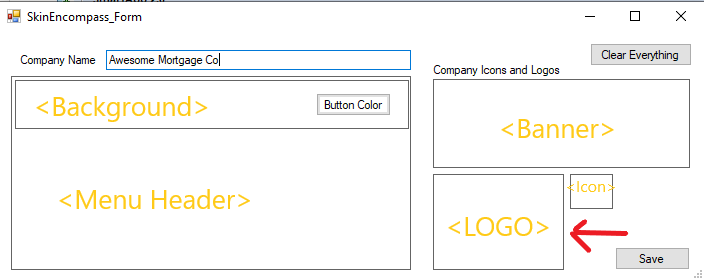 SkinEncompass_Form
Company Name
Awesome Mortgage Co
Clear Everything
Company Icons and Logos
<Background>
Button Color
<Banner>
<Menu Header>
<Icon>
<LOGO>
Save